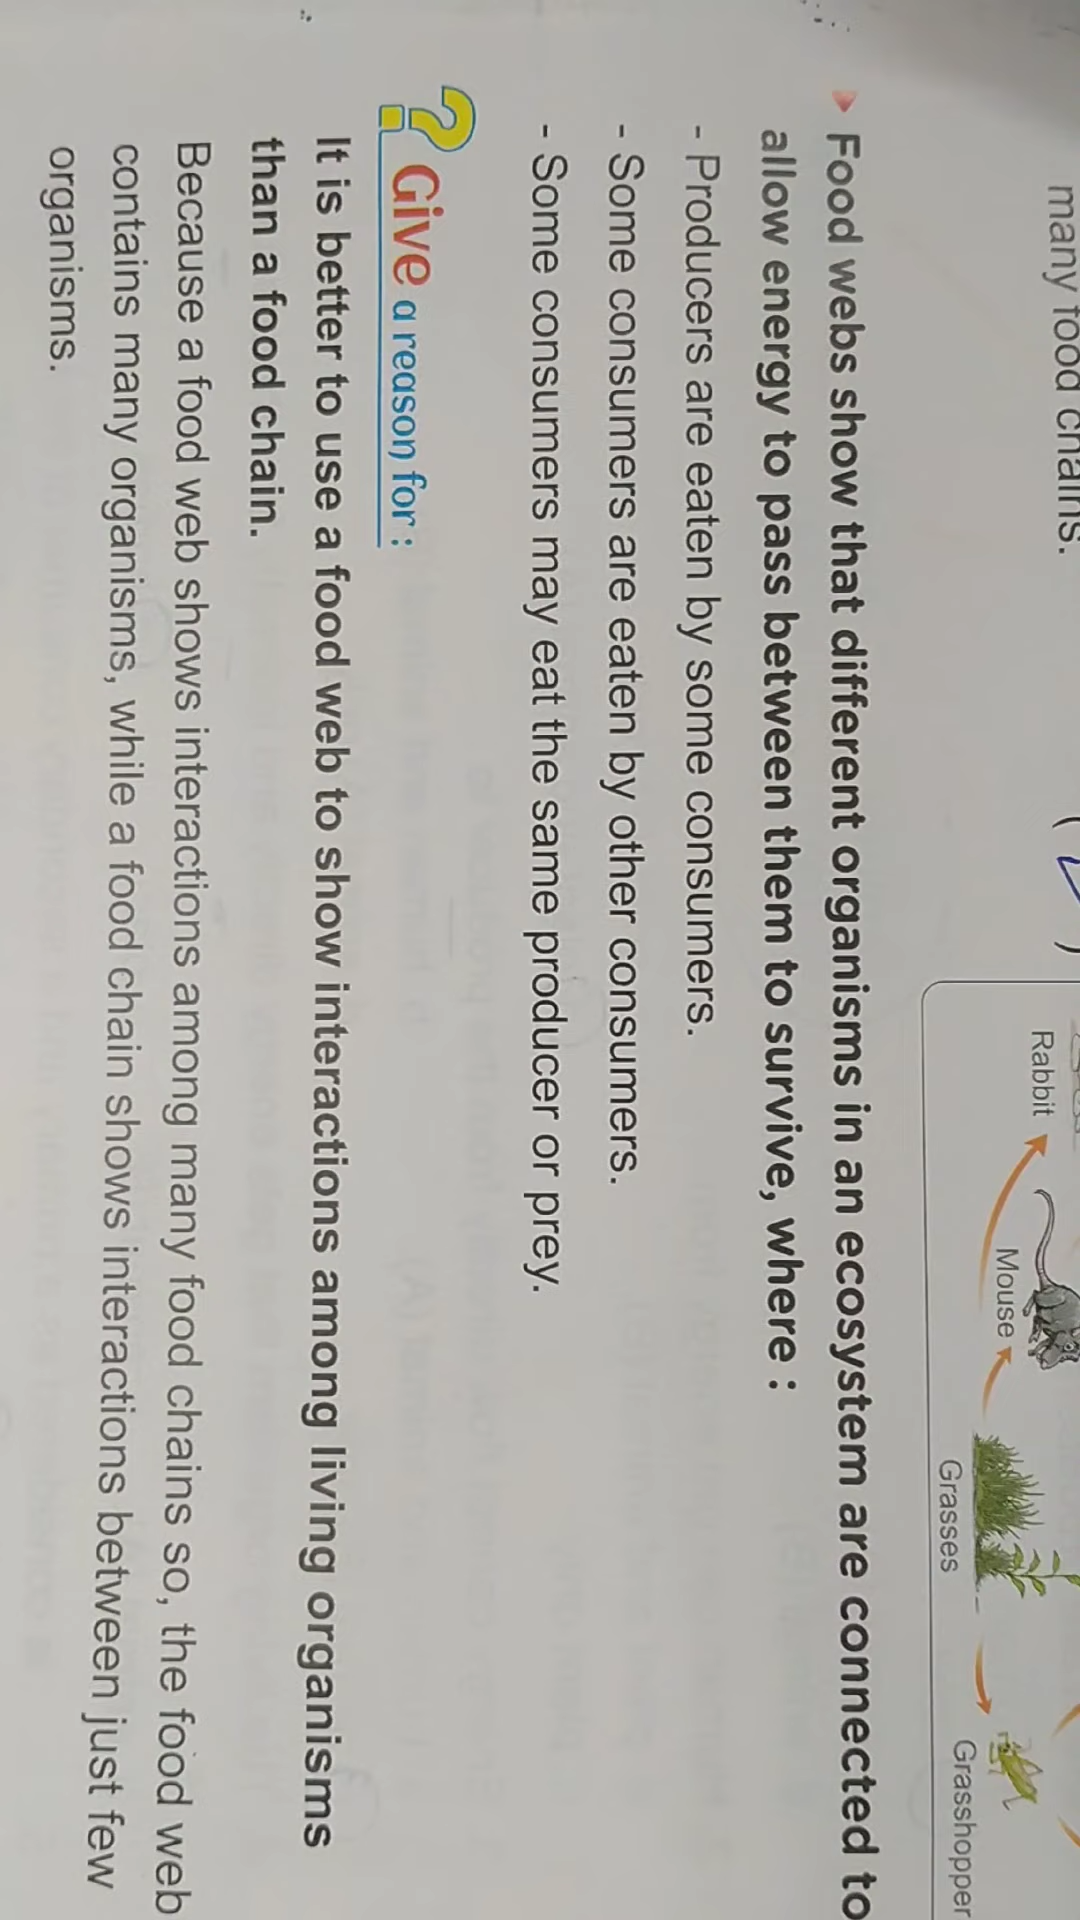 many food chains.
Rabbit
Mouse
Grasses
Grasshopper
Food webs show that different organisms in an ecosystem are connected to
allow energy to pass between them to survive, where :
- Producers are eaten by some consumers.
- Some consumers are eaten by other consumers.
- Some consumers may eat the same producer or prey.
? Give a reason for :
It is better to use a food web to show interactions among living organisms
than a food chain.
Because a food web shows interactions among many food chains so, the food web
contains many organisms, while a food chain shows interactions between just few
organisms.